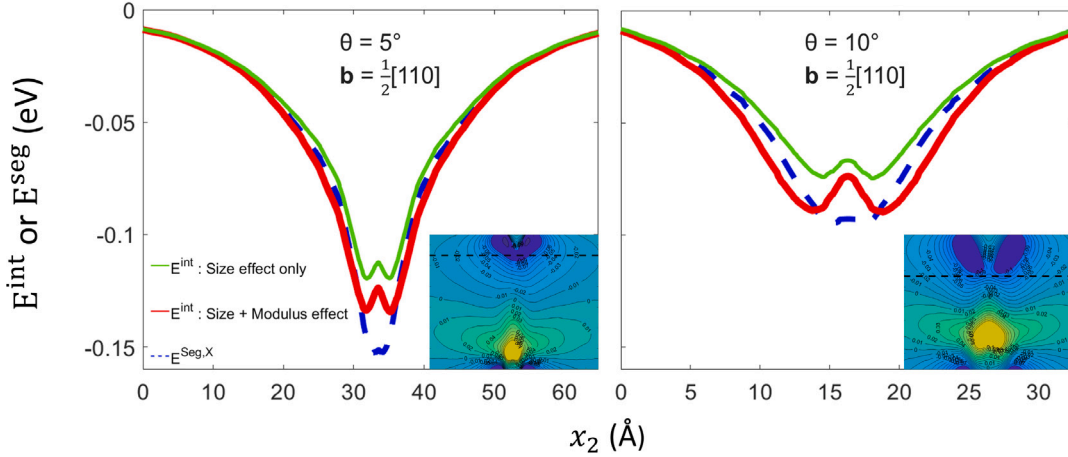 E^int or E^seg (eV)
0
-0.05
-0.1
-0.15
θ = 5°
b = 1/2[110]
E^int : Size effect only
E^int : Size + Modulus effect
E^Seg,X
0 10 20 30 40 50 60
θ = 10°
b = 1/2[110]
0 5 10 15 20 25 30
x₂ (Å)